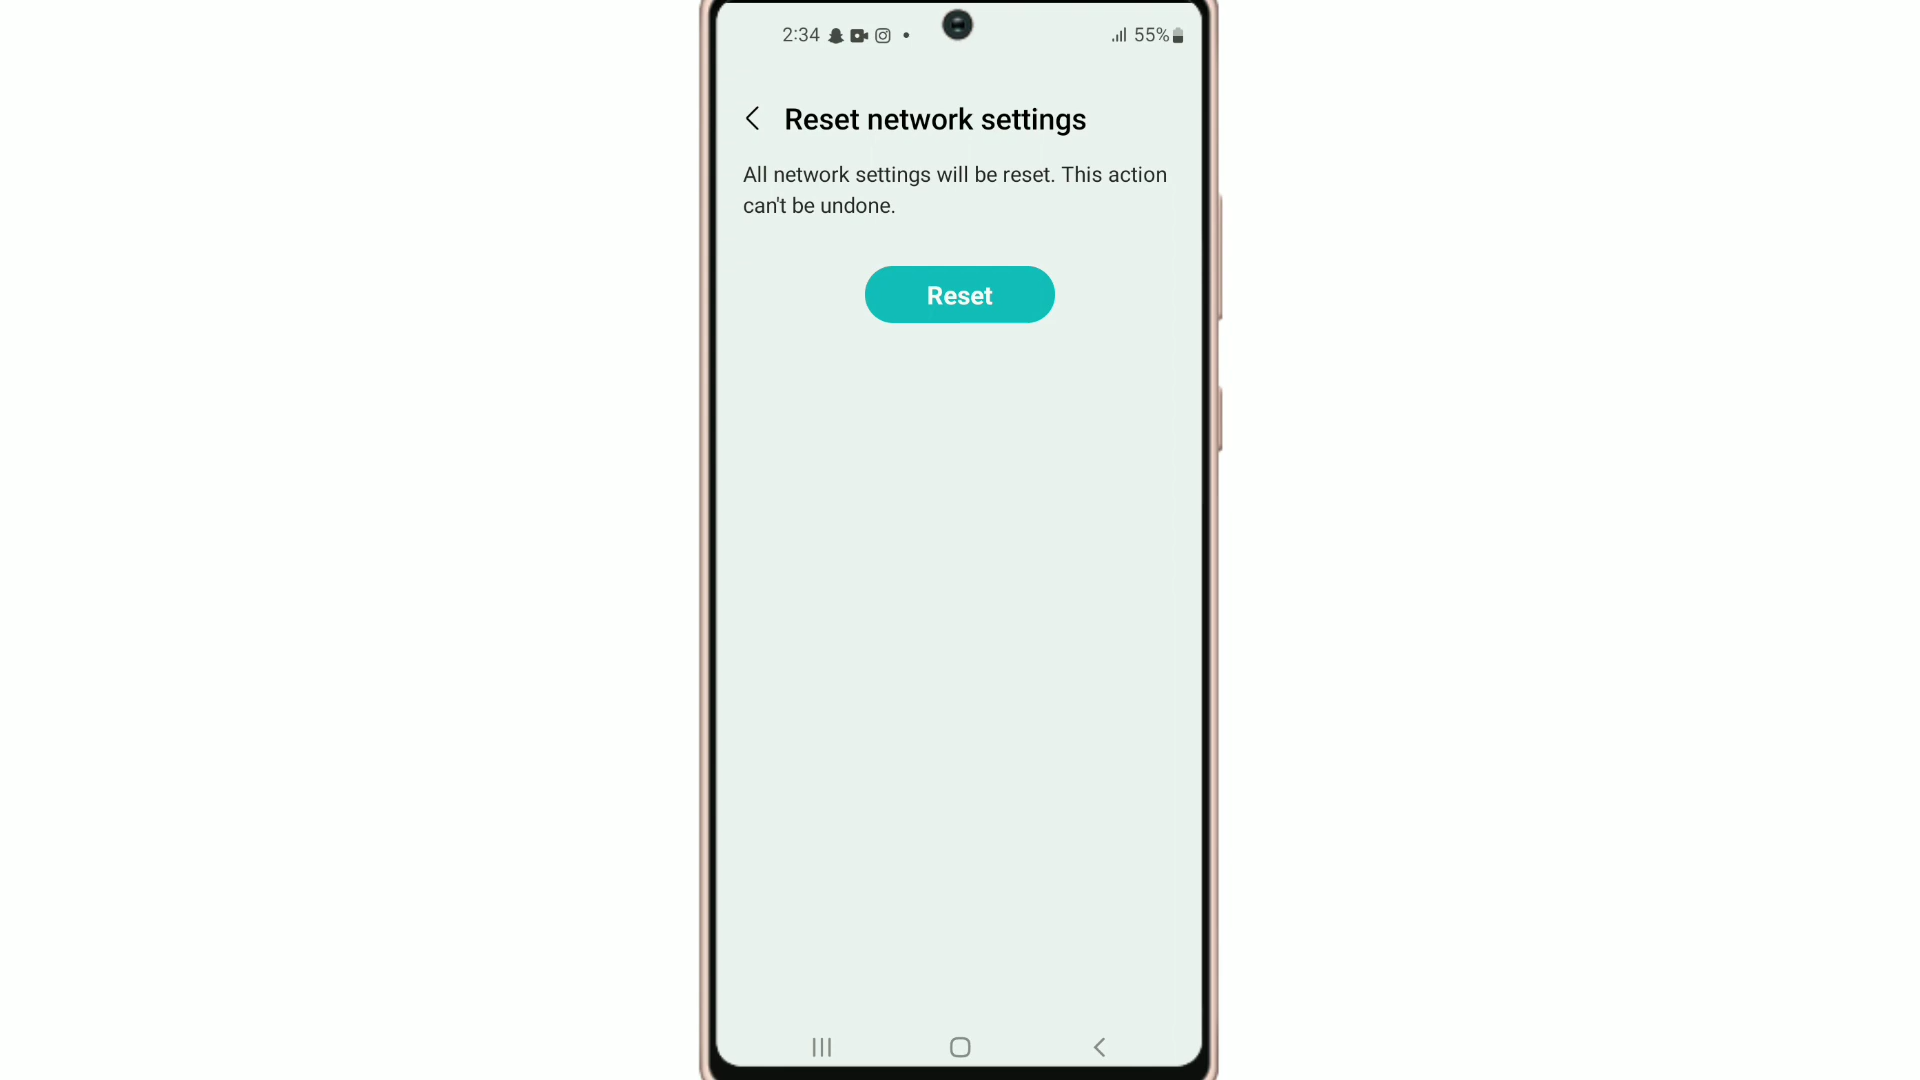 2:34
55%
Reset network settings
All network settings will be reset. This action
can't be undone.
Reset